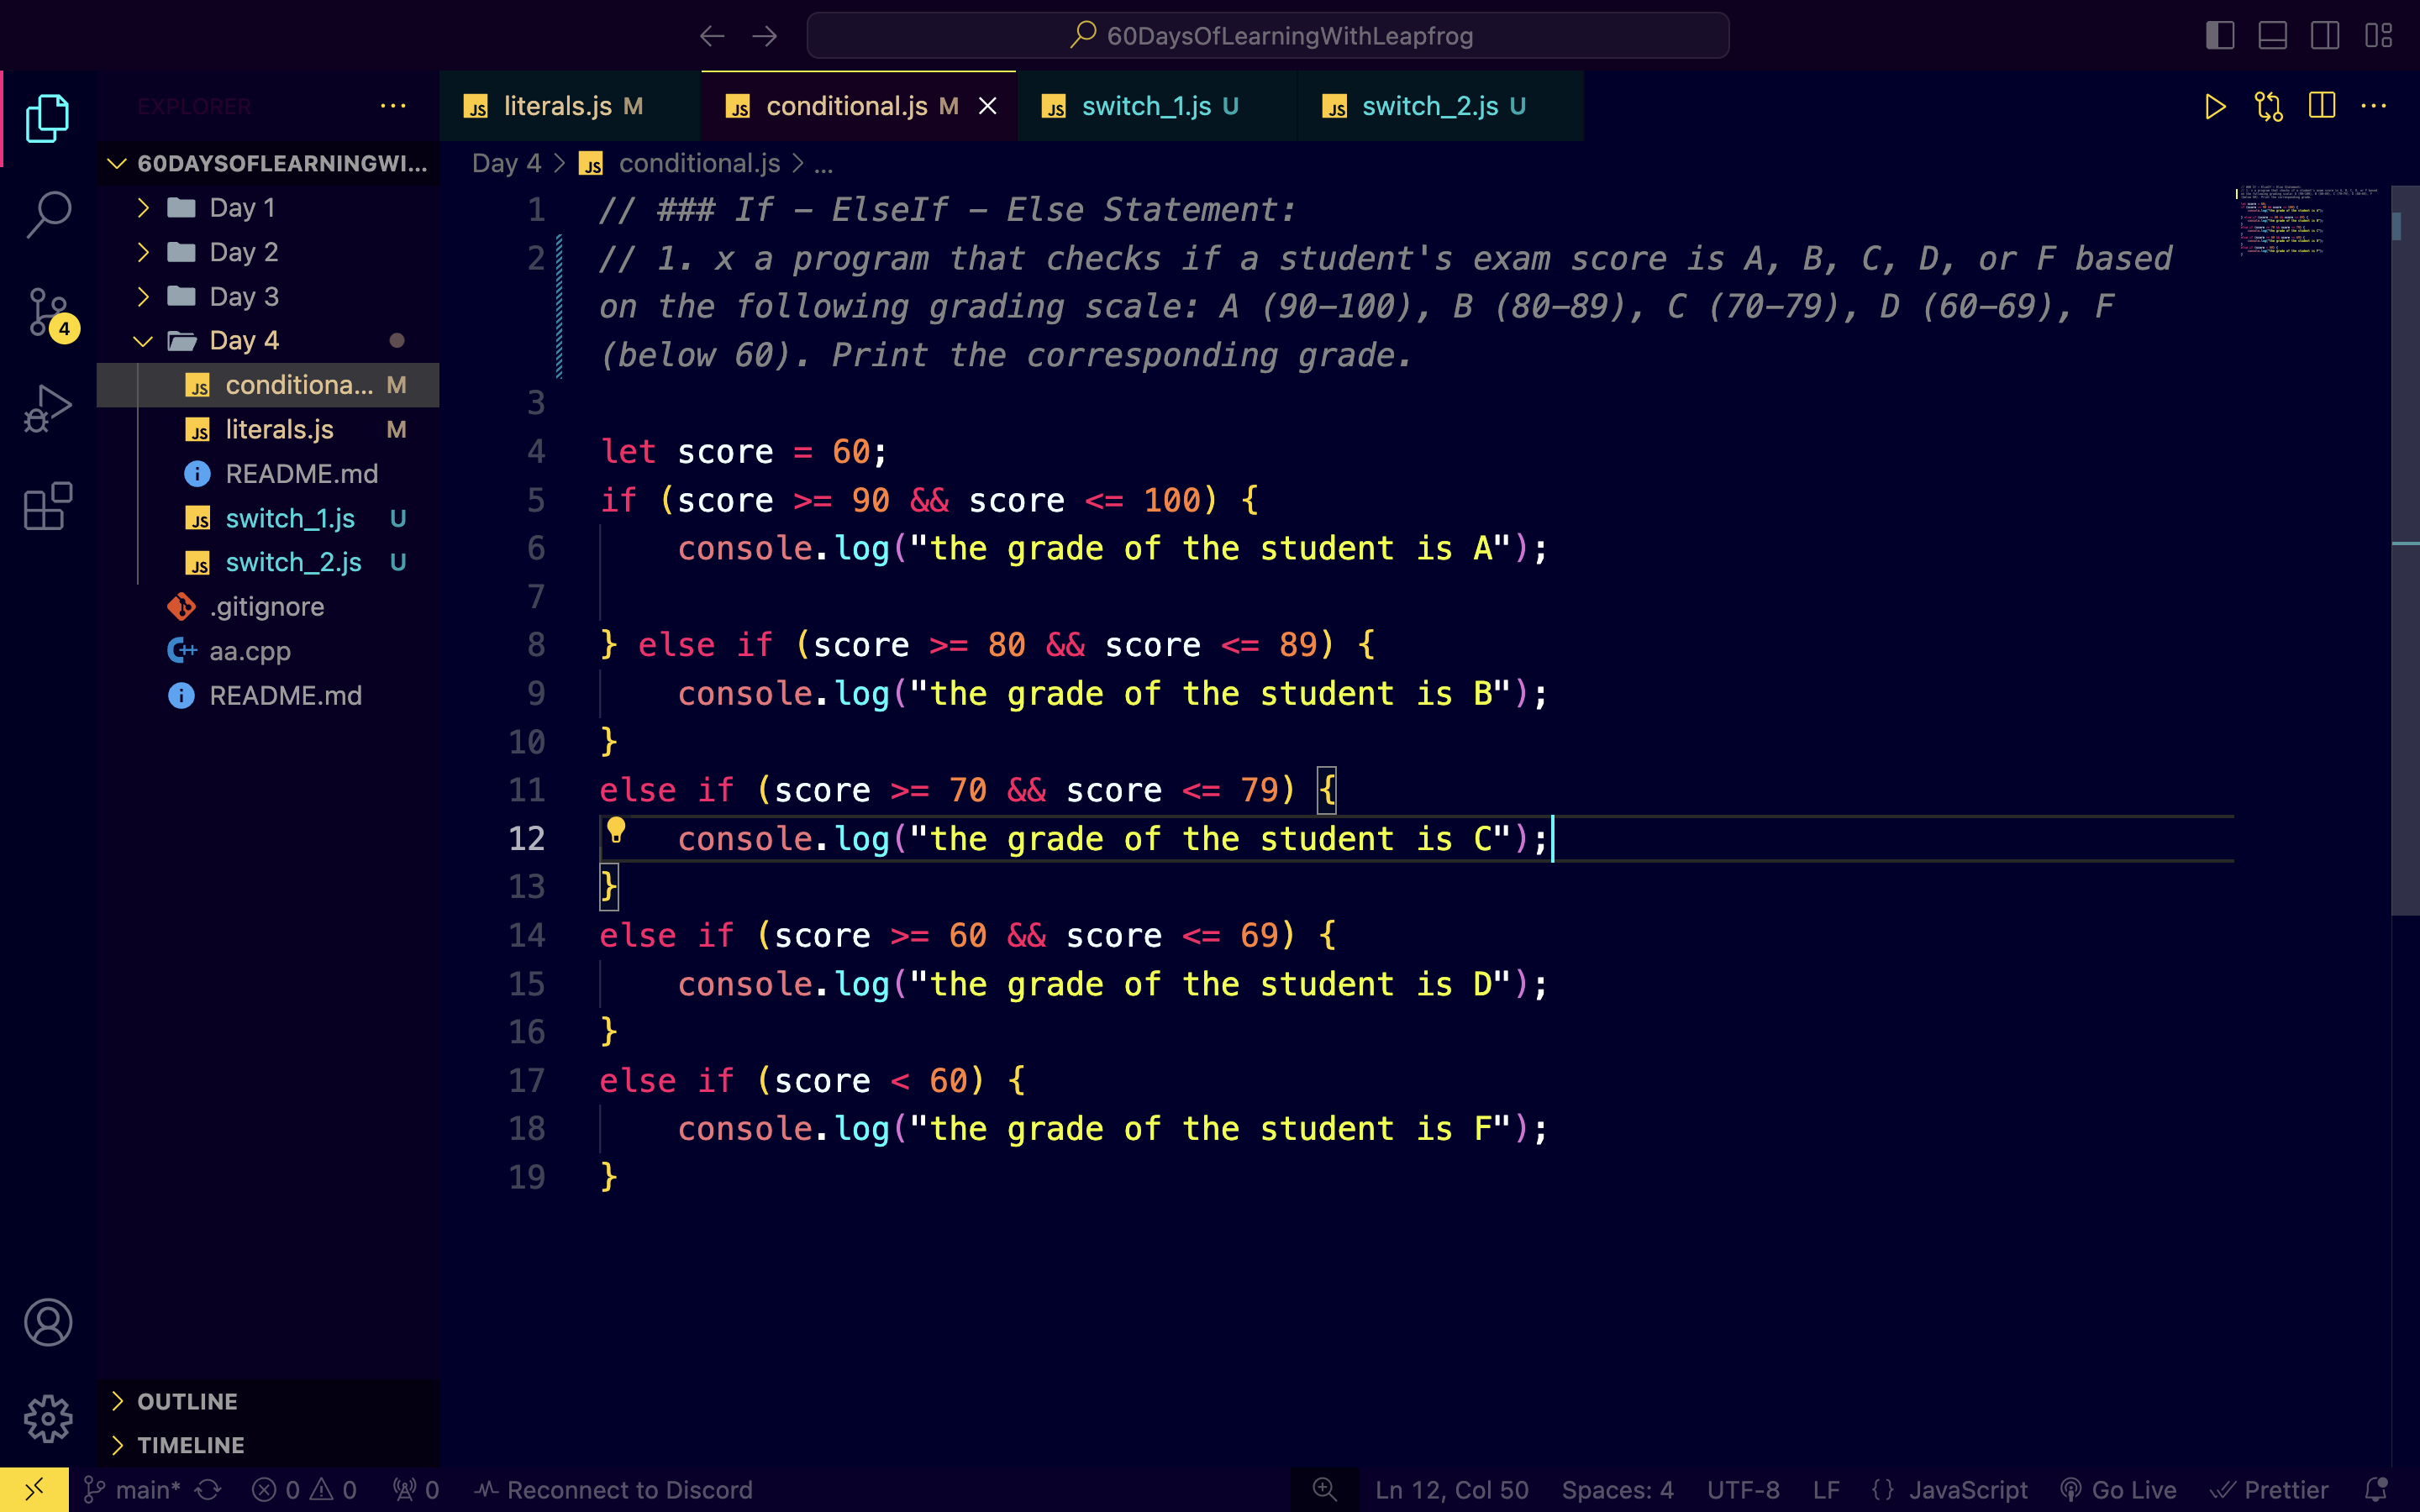 60DaysOfLearningWithLeapfrog
EXPLORER
literals.js M
conditional.js M
switch_1.js U
switch_2.js U
60DAYSOFLEARNINGWI...
Day 4 > JS conditional.js > ...
Day 1
Day 2
Day 3
Day 4
JS conditiona... M
JS literals.js M
README.md
JS switch_1.js U
JS switch_2.js U
.gitignore
aa.cpp
README.md
4
1 // ### If - ElseIf - Else Statement:
2 // 1. x a program that checks if a student's exam score is A, B, C, D, or F based
on the following grading scale: A (90-100), B (80-89), C (70-79), D (60-69), F
(below 60). Print the corresponding grade.
3
4 let score = 60;
5 if (score >= 90 && score <= 100) {
6 console.log("the grade of the student is A");
7
8 } else if (score >= 80 && score <= 89) {
9 console.log("the grade of the student is B");
10 }
11 else if (score >= 70 && score <= 79) {
12 console.log("the grade of the student is C");
13 }
14 else if (score >= 60 && score <= 69) {
15 console.log("the grade of the student is D");
16 }
17 else if (score < 60) {
18 console.log("the grade of the student is F");
19 }
OUTLINE
TIMELINE
main* 0 0 0 Reconnect to Discord Ln 12, Col 50 Spaces: 4 UTF-8 LF {} JavaScript Go Live Prettier